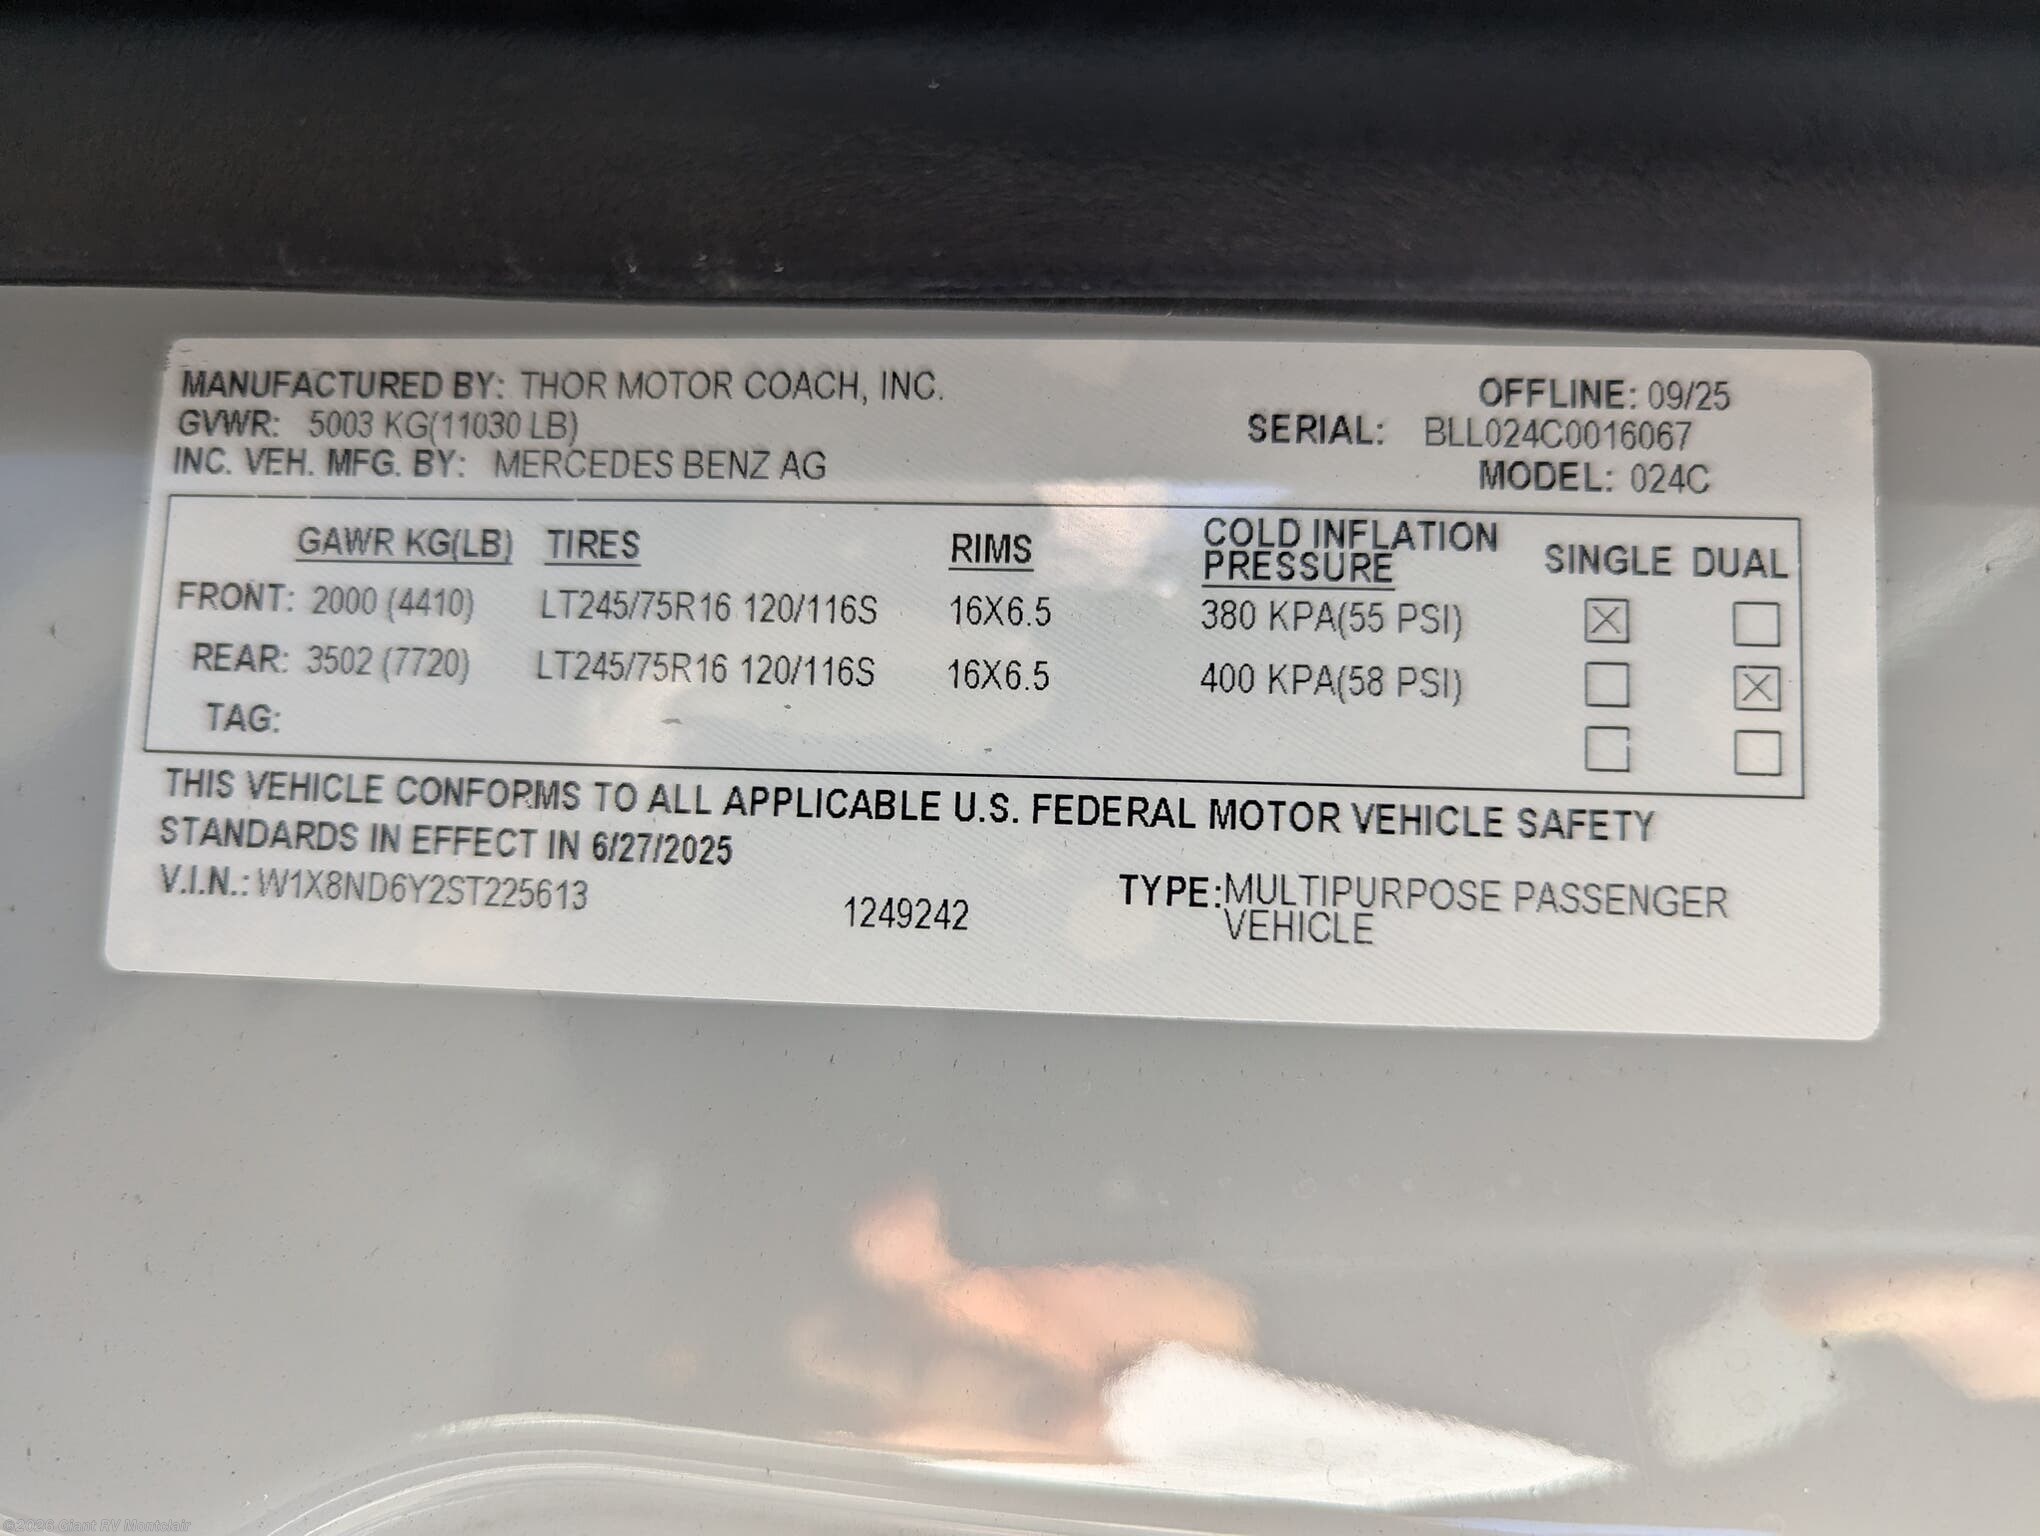 MANUFACTURED BY: THOR MOTOR COACH, INC.
OFFLINE: 09/25
GVWR: 5003 KG(11030 LB)
SERIAL: BLL024C0016067
INC. VEH. MFG. BY: MERCEDES BENZ AG
MODEL: 024C
GAWR KG(LB) TIRES RIMS COLD INFLATION PRESSURE SINGLE DUAL
FRONT: 2000 (4410) LT245/75R16 120/116S 16X6.5 380 KPA(55 PSI) ☒ ☐
REAR: 3502 (7720) LT245/75R16 120/116S 16X6.5 400 KPA(58 PSI) ☐ ☒
TAG: ☐ ☐
THIS VEHICLE CONFORMS TO ALL APPLICABLE U.S. FEDERAL MOTOR VEHICLE SAFETY
STANDARDS IN EFFECT IN 6/27/2025
V.I.N.: W1X8ND6Y2ST225613
1249242
TYPE: MULTIPURPOSE PASSENGER
VEHICLE
©2026 Giant RV Montclair